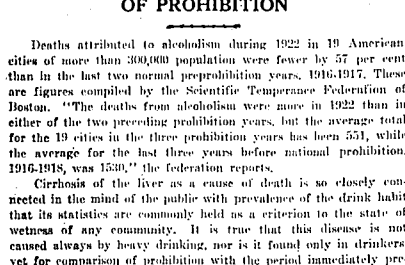 OF PROHIBITION
Deaths attributed to alcoholism during 1922 in 19 American
cities of more than 300,000 population were fewer by 57 per cent
than in the last two normal preprohibition years, 1916-1917. These
are figures compiled by the Scientific Temperance Federation of
Boston. "The deaths from alcoholism were more in 1922 than in
either of the two preceding prohibition years, but the average total
for the 19 cities in the three prohibition years has been 551, while
the average for the last three years before national prohibition,
1916-1918, was 1530," the federation reports.
Cirrhosis of the liver as a cause of death is so closely con-
nected in the mind of the public with prevalence of the drink habit
that its statistics are commonly held as a criterion to the state of
wetness of any community. It is true that this disease is not
caused always by heavy drinking, nor is it found only in drinkers
yet for comparison of prohibition with the period immediately pre